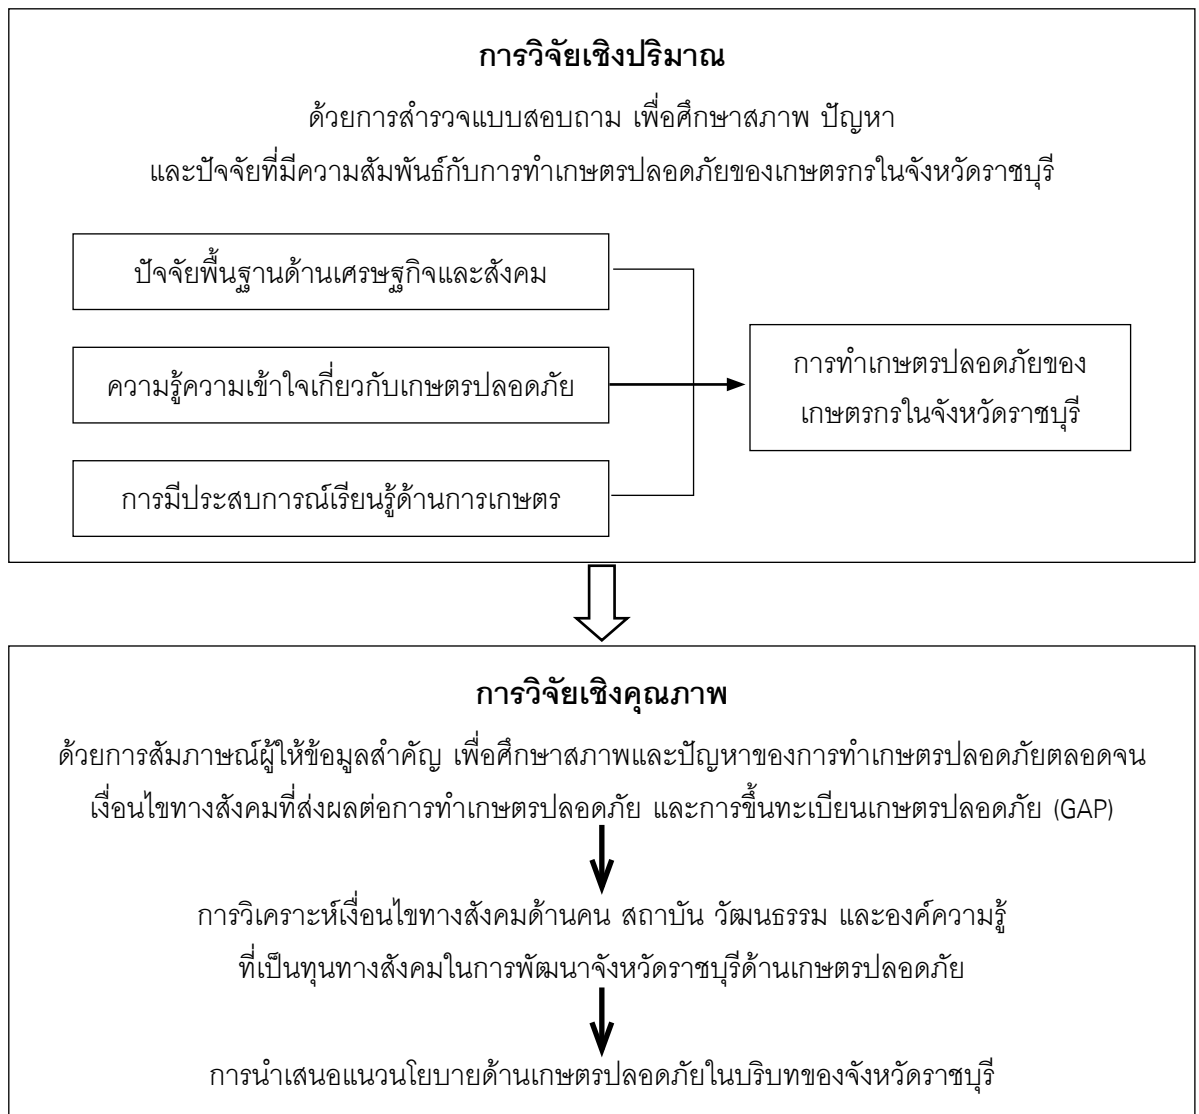 การวิจัยเชิงปริมาณ
ด้วยการสำรวจแบบสอบถาม เพื่อศึกษาสภาพ ปัญหา
และปัจจัยที่มีความสัมพันธ์กับการทำเกษตรปลอดภัยของเกษตรกรในจังหวัดราชบุรี
ปัจจัยพื้นฐานด้านเศรษฐกิจและสังคม
ความรู้ความเข้าใจเกี่ยวกับเกษตรปลอดภัย
การมีประสบการณ์เรียนรู้ด้านการเกษตร
การทำเกษตรปลอดภัยของ
เกษตรกรในจังหวัดราชบุรี
การวิจัยเชิงคุณภาพ
ด้วยการสัมภาษณ์ผู้ให้ข้อมูลสำคัญ เพื่อศึกษาสภาพและปัญหาของการทำเกษตรปลอดภัยตลอดจน
เงื่อนไขทางสังคมที่ส่งผลต่อการทำเกษตรปลอดภัย และการขึ้นทะเบียนเกษตรปลอดภัย (GAP)
การวิเคราะห์เงื่อนไขทางสังคมด้านคน สถาบัน วัฒนธรรม และองค์ความรู้
ที่เป็นทุนทางสังคมในการพัฒนาจังหวัดราชบุรีด้านเกษตรปลอดภัย
การนำเสนอแนวนโยบายด้านเกษตรปลอดภัยในบริบทของจังหวัดราชบุรี